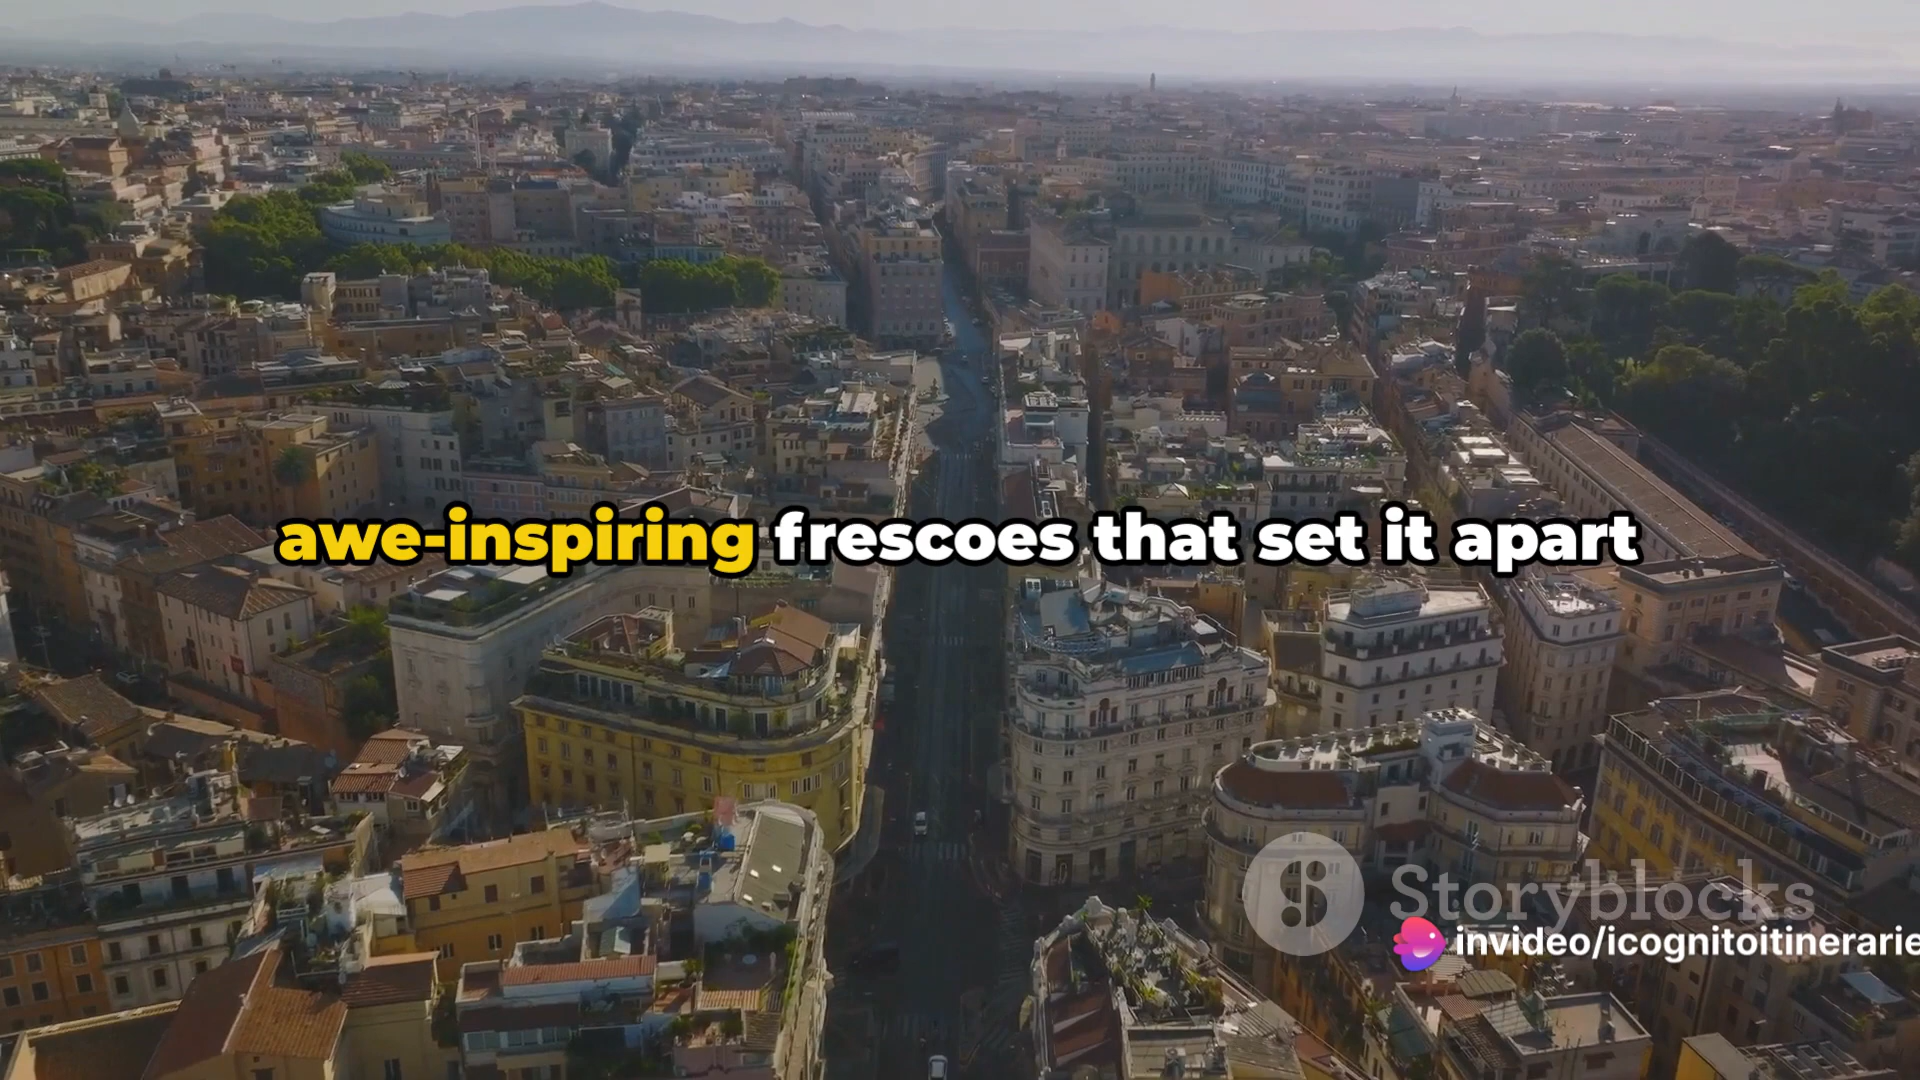 awe-inspiring frescoes that set it apart
Storyblocks
invideo/icognitoitinerarie